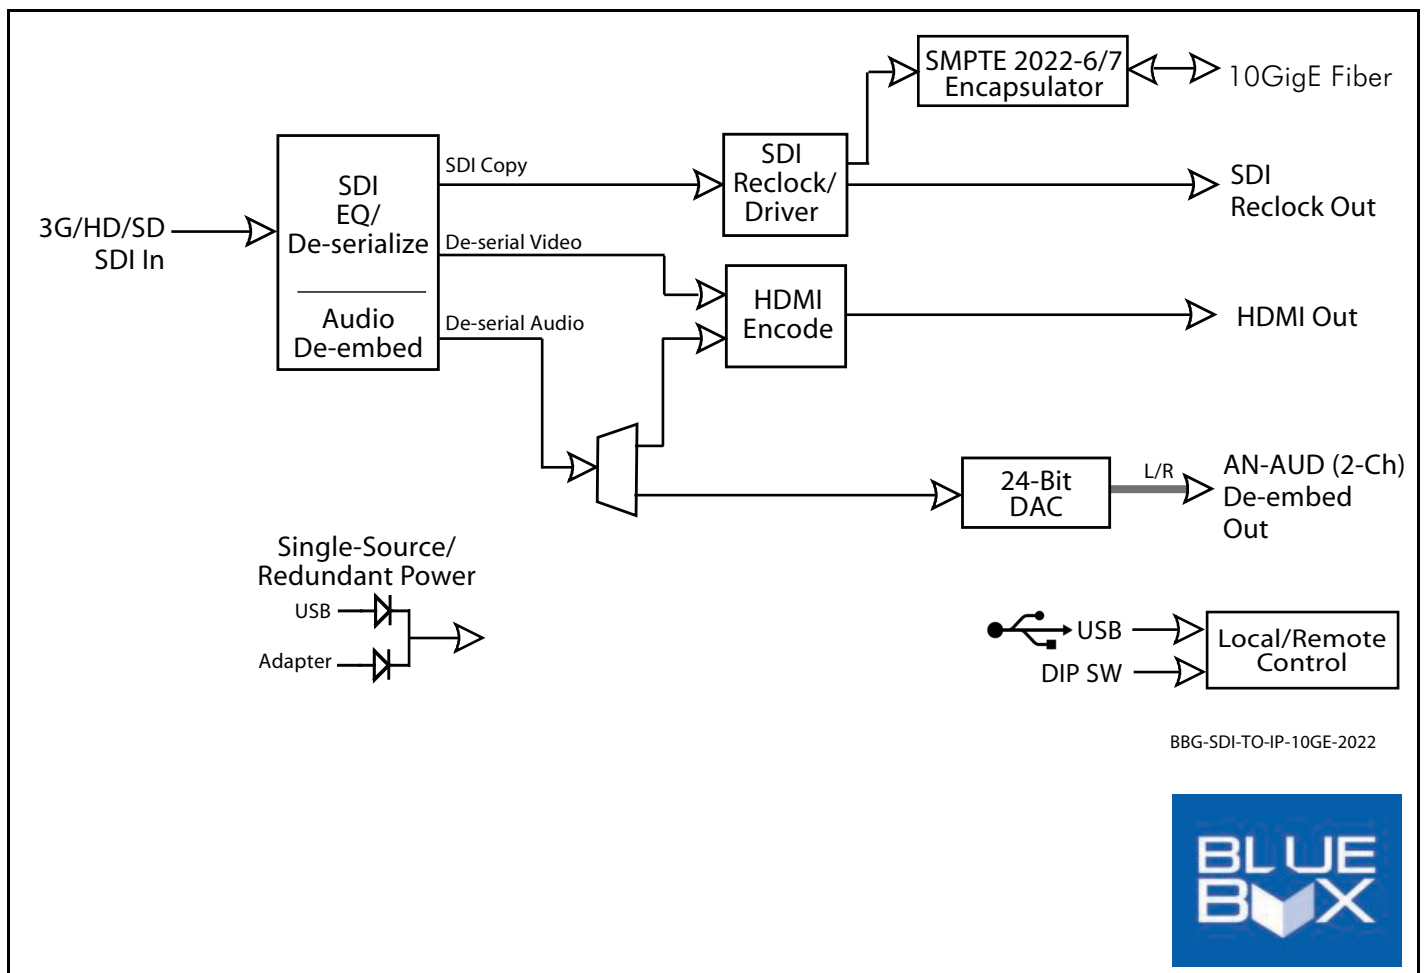 SMPTE 2022-6/7
Encapsulator
10GigE Fiber
SDI Copy
SDI
Reclock/
Driver
SDI
Reclock Out
3G/HD/SD
SDI In
SDI
EQ/
De-serialize
Audio
De-embed
De-serial Video
De-serial Audio
HDMI
Encode
HDMI Out
24-Bit
DAC
L/R
AN-AUD (2-Ch)
De-embed
Out
Single-Source/
Redundant Power
USB
Adapter
USB
DIP SW
Local/Remote
Control
BBG-SDI-TO-IP-10GE-2022
BLUE
BOX